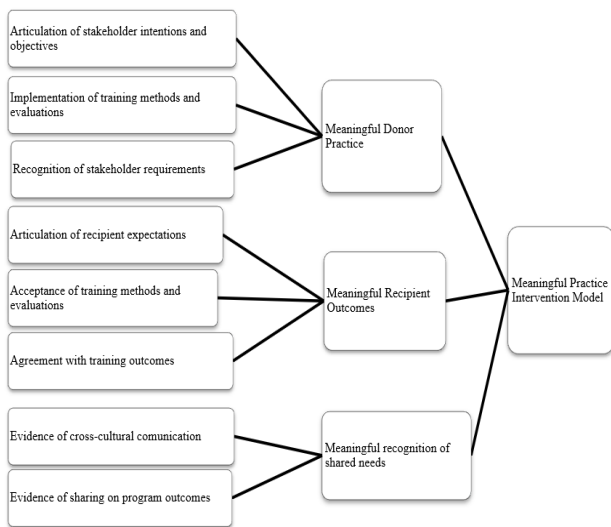 Articulation of stakeholder intentions and
objectives
Implementation of training methods and
evaluations
Recognition of stakeholder requirements
Meaningful Donor
Practice
Articulation of recipient expectations
Acceptance of training methods and
evaluations
Agreement with training outcomes
Meaningful Recipient
Outcomes
Evidence of cross-cultural comunication
Evidence of sharing on program outcomes
Meaningful recognition of
shared needs
Meaningful Practice
Intervention Model